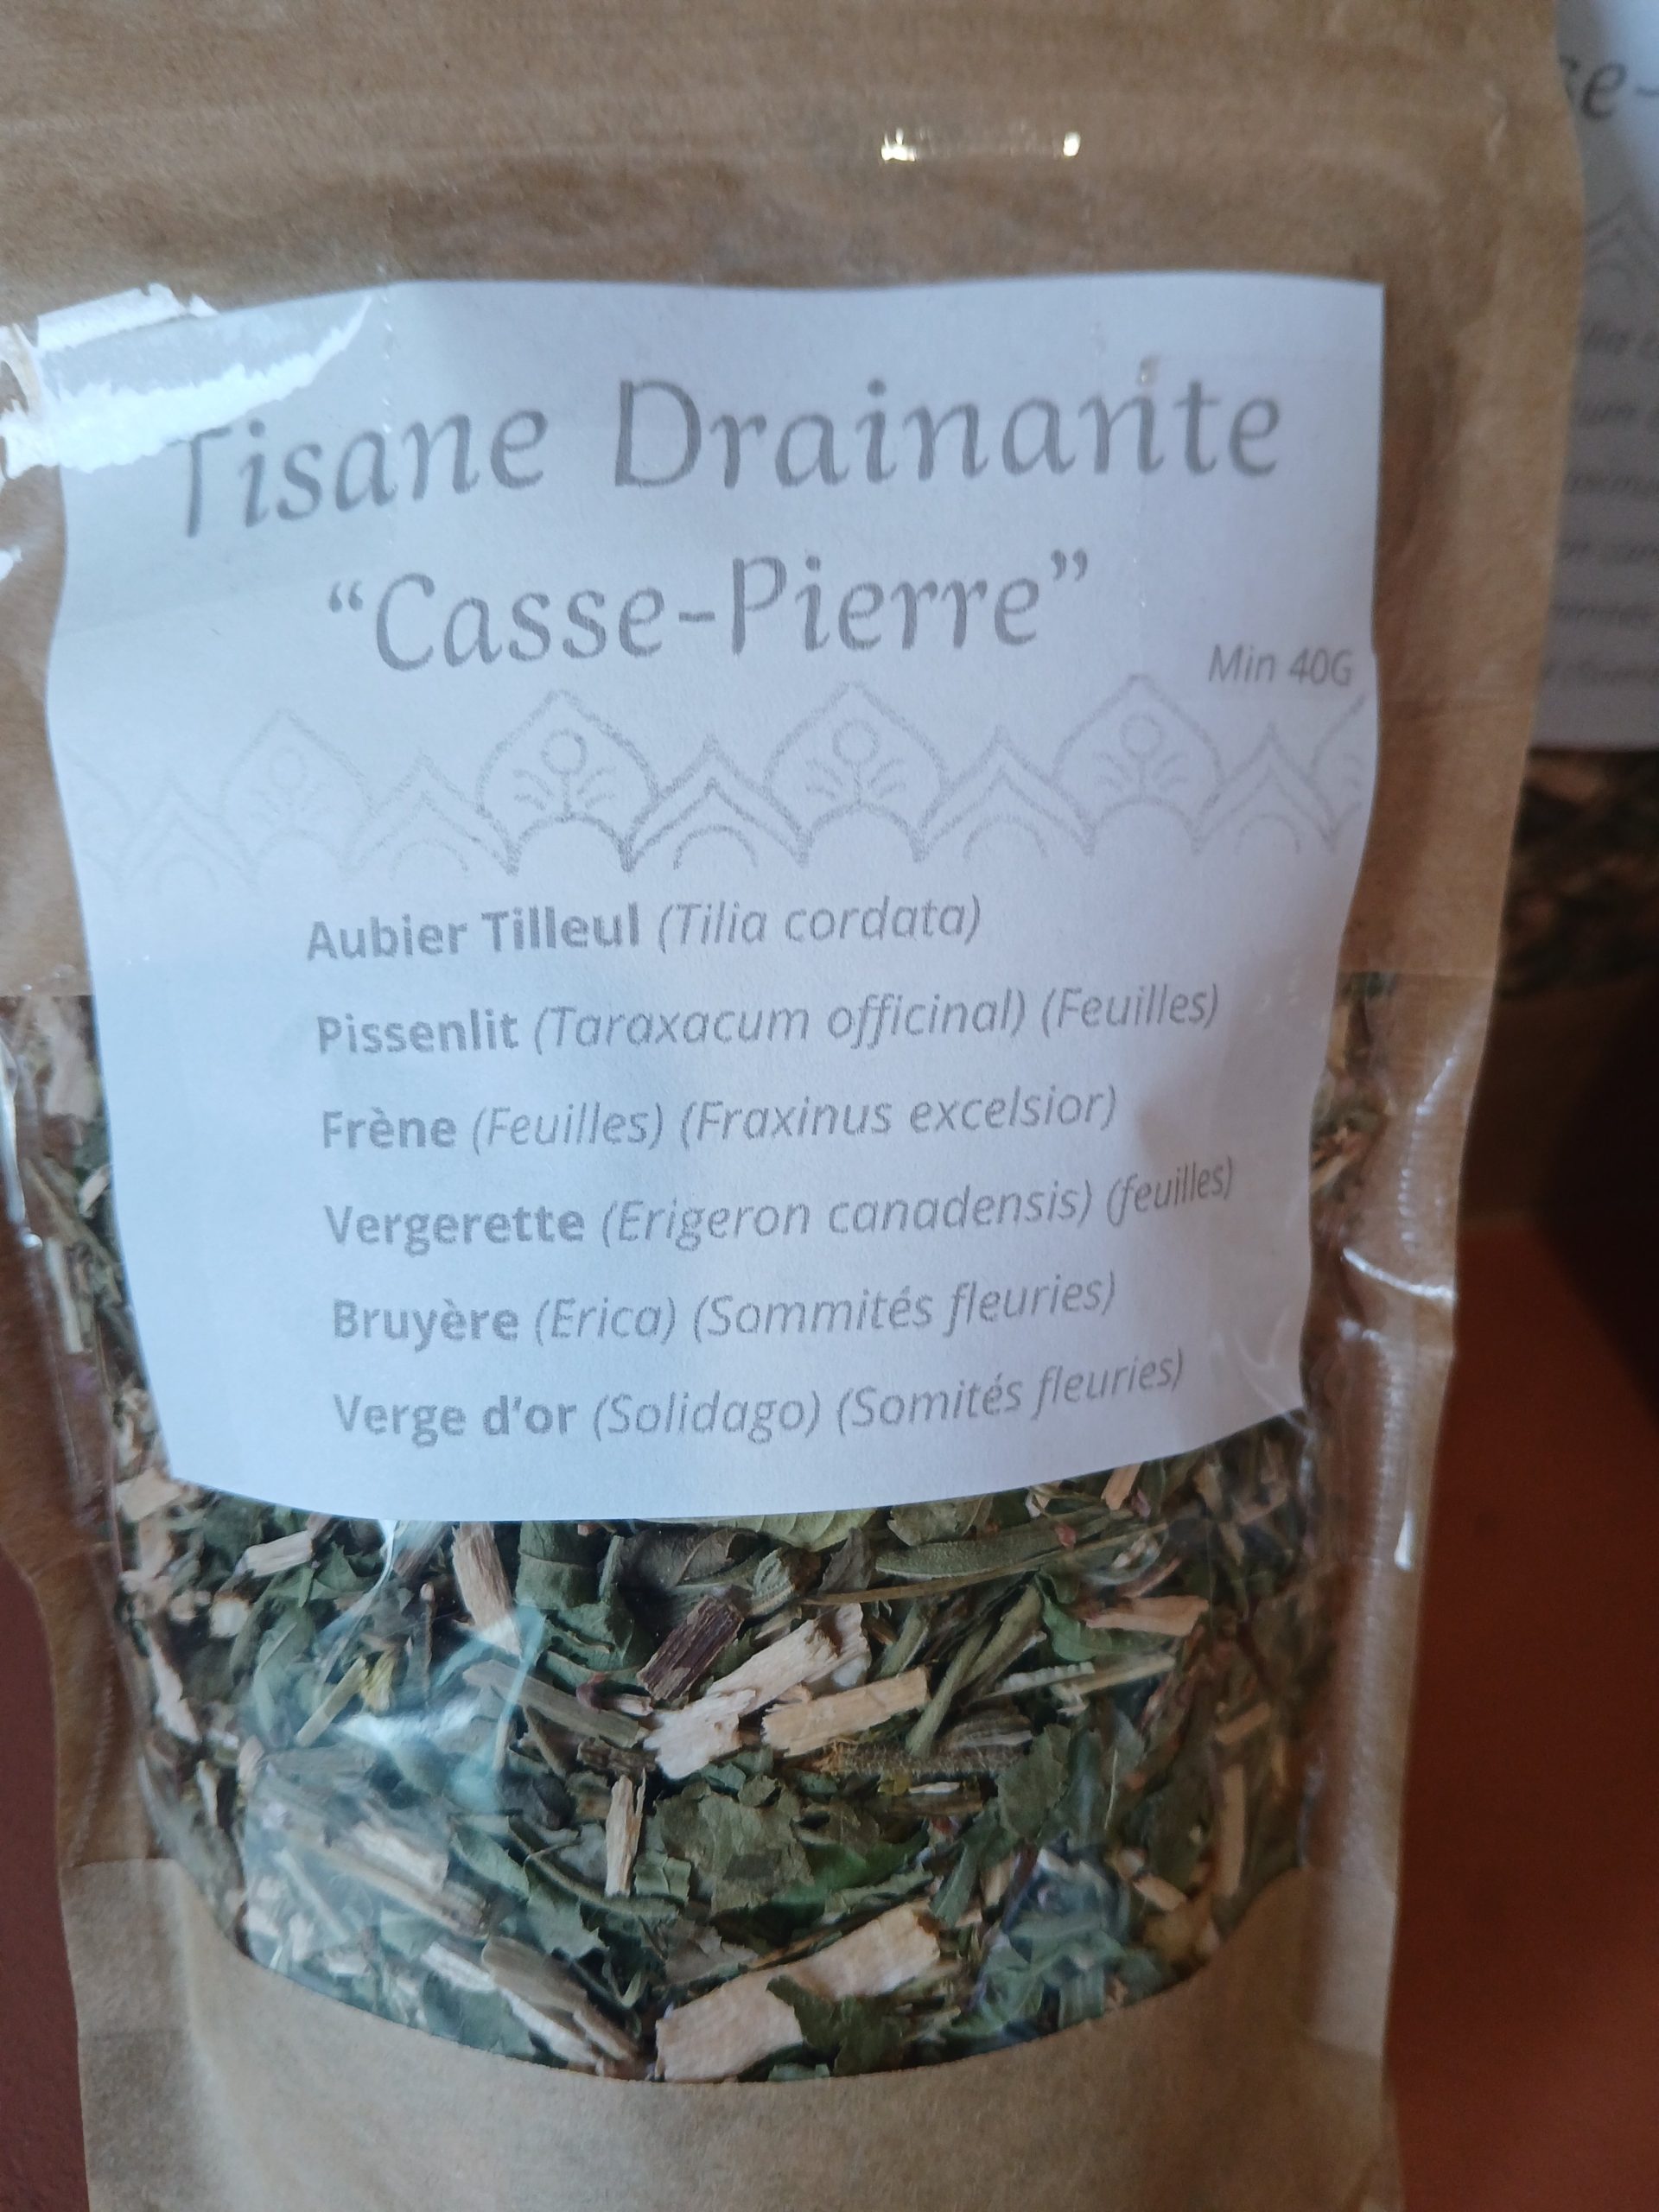 Tisane Drainante
“Casse-Pierre”
Min 40G
Aubier Tilleul (Tilia cordata)
Pissenlit (Taraxacum officinal) (Feuilles)
Frène (Feuilles) (Fraxinus excelsior)
Vergerette (Erigeron canadensis) (feuilles)
Bruyère (Erica) (Sommités fleuries)
Verge d’or (Solidago) (Somités fleuries)